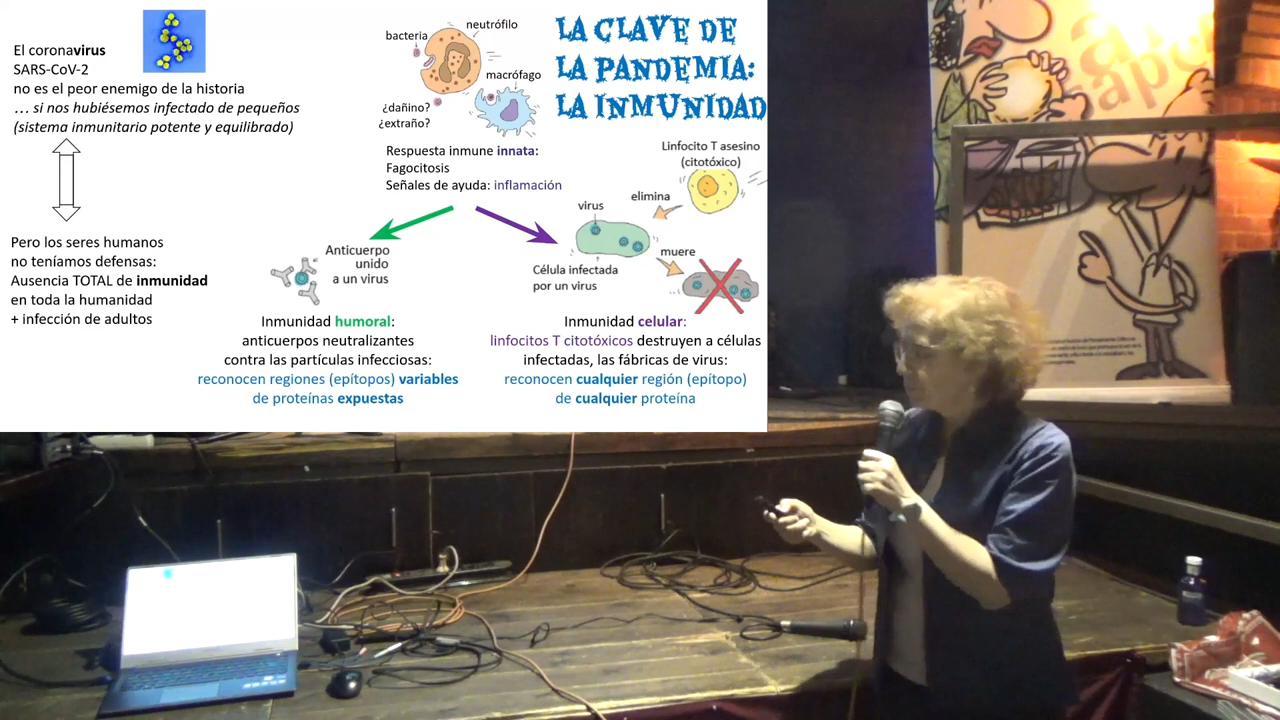 LA CLAVE DE
LA PANDEMIA:
LA INMUNIDAD
El coronavirus
SARS-CoV-2
no es el peor enemigo de la historia
… si nos hubiésemos infectado de pequeños
(sistema inmunitario potente y equilibrado)
Pero los seres humanos
no teníamos defensas:
Ausencia TOTAL de inmunidad
en toda la humanidad
+ infección de adultos
neutrófilo
bacteria
macrófago
¿dañino?
¿extraño?
Respuesta inmune innata:
Fagocitosis
Señales de ayuda: inflamación
Linfocito T asesino
(citotóxico)
elimina
virus
muere
Célula infectada
por un virus
Anticuerpo
unido
a un virus
Inmunidad humoral:
anticuerpos neutralizantes
contra las partículas infecciosas:
reconocen regiones (epítopos) variables
de proteínas expuestas
Inmunidad celular:
linfocitos T citotóxicos destruyen a células
infectadas, las fábricas de virus:
reconocen cualquier región (epítopo)
de cualquier proteína